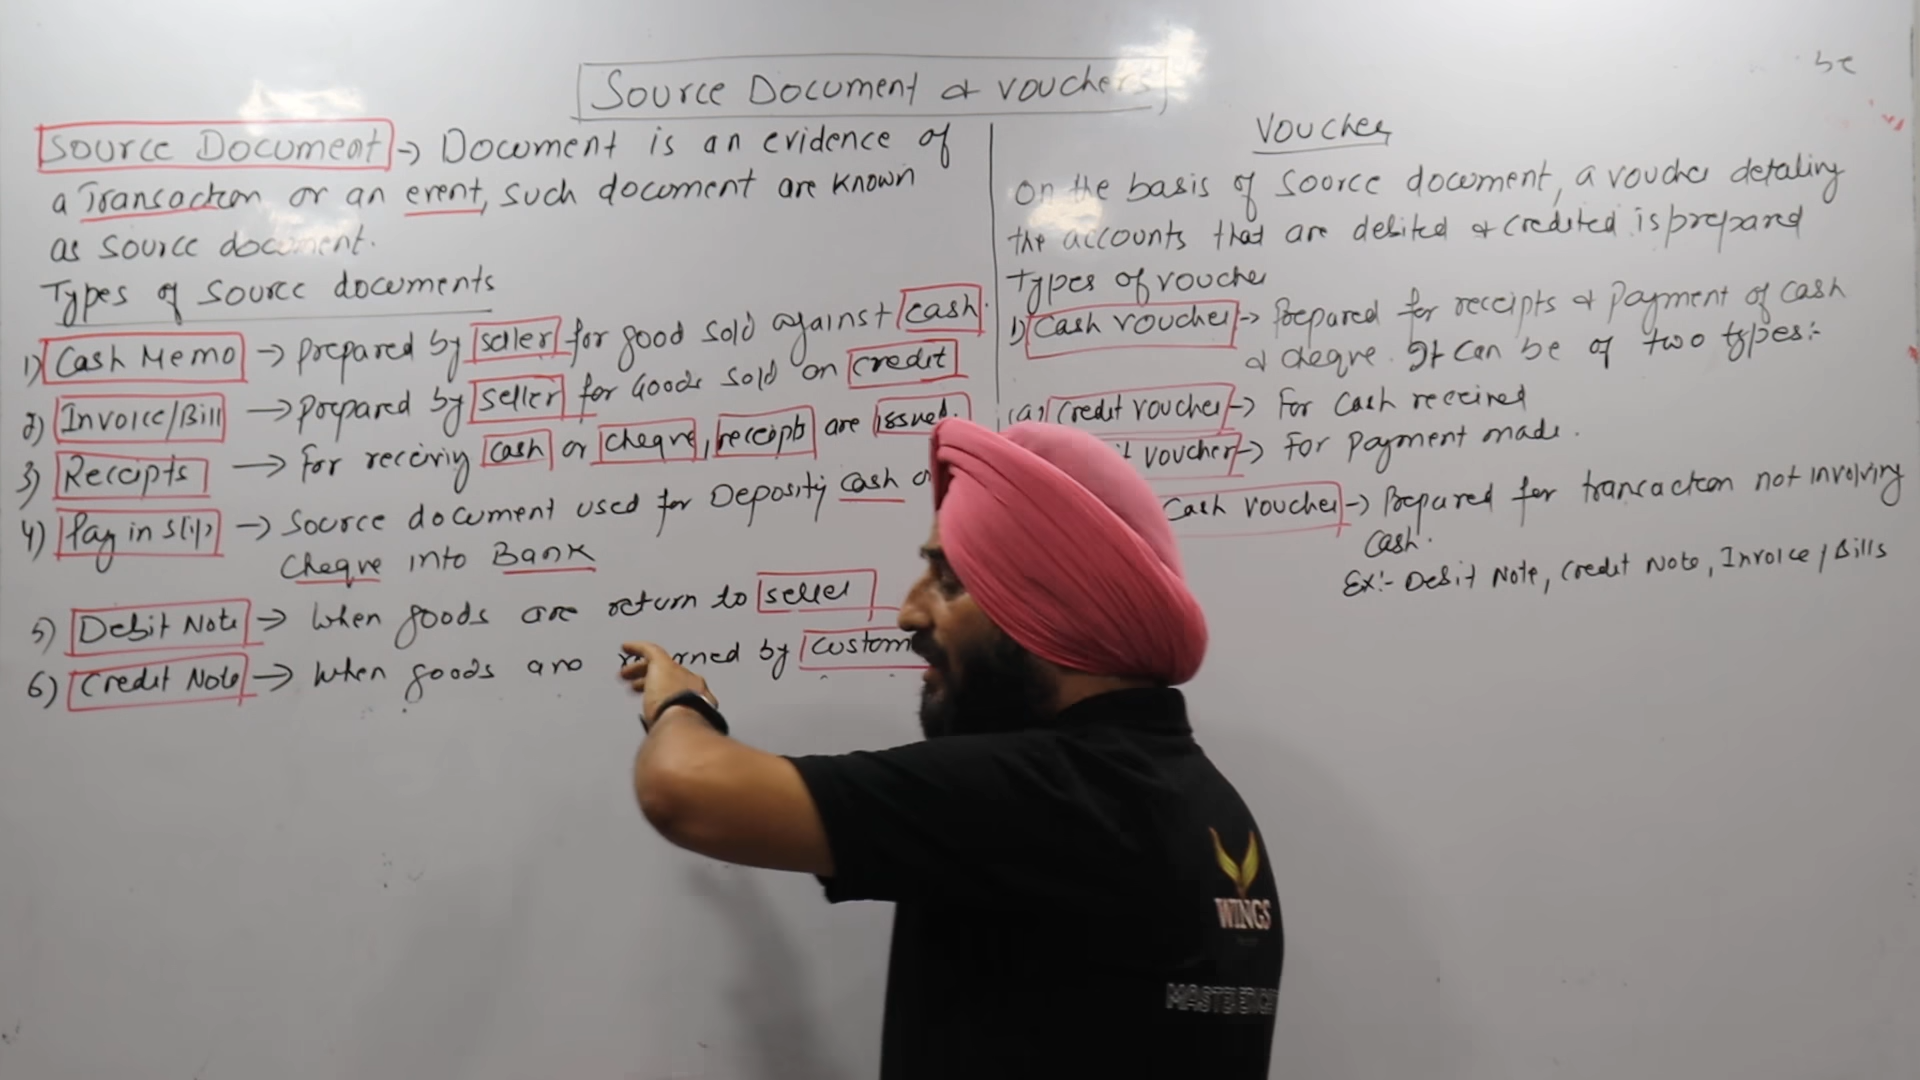 Source Document & Vouchers
be
Source Document → Document is an evidence of
a Transaction or an event, such document are known
as source document.
Types of source documents
1) Cash Memo → prepared by seller for good sold against cash.
2) Invoice/Bill → prepared by seller for Goods sold on credit
3) Receipts → For receiving cash or cheque, receipts are issued.
4) Pay in slip → Source document used for Depositing cash
Cheque into Bank
5) Debit Note → When goods are return to seller
6) Credit Note → When goods are by
Voucher
On the basis of source document, a voucher detailing
the accounts that are debited & credited is prepared
Types of voucher
1) Cash voucher → Prepared for receipts & Payment of cash
& cheque. It can be of two types:-
(a) Credit voucher → For cash received
voucher → For payment made.
Cash voucher → Prepared for transaction not involving
Cash.
Ex:- Debit Note, Credit Note, Invoice / Bills
WINGS